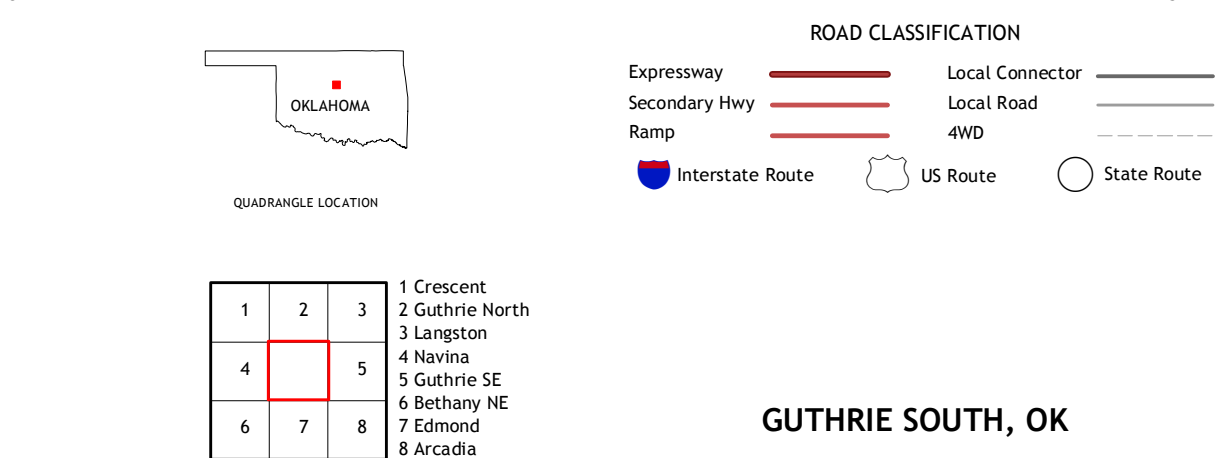 OKLAHOMA
QUADRANGLE LOCATION
ROAD CLASSIFICATION
Expressway
Secondary Hwy
Ramp
Local Connector
Local Road
4WD
Interstate Route
US Route
State Route
1 2 3
4 5
6 7 8
1 Crescent
2 Guthrie North
3 Langston
4 Navina
5 Guthrie SE
6 Bethany NE
7 Edmond
8 Arcadia
GUTHRIE SOUTH, OK